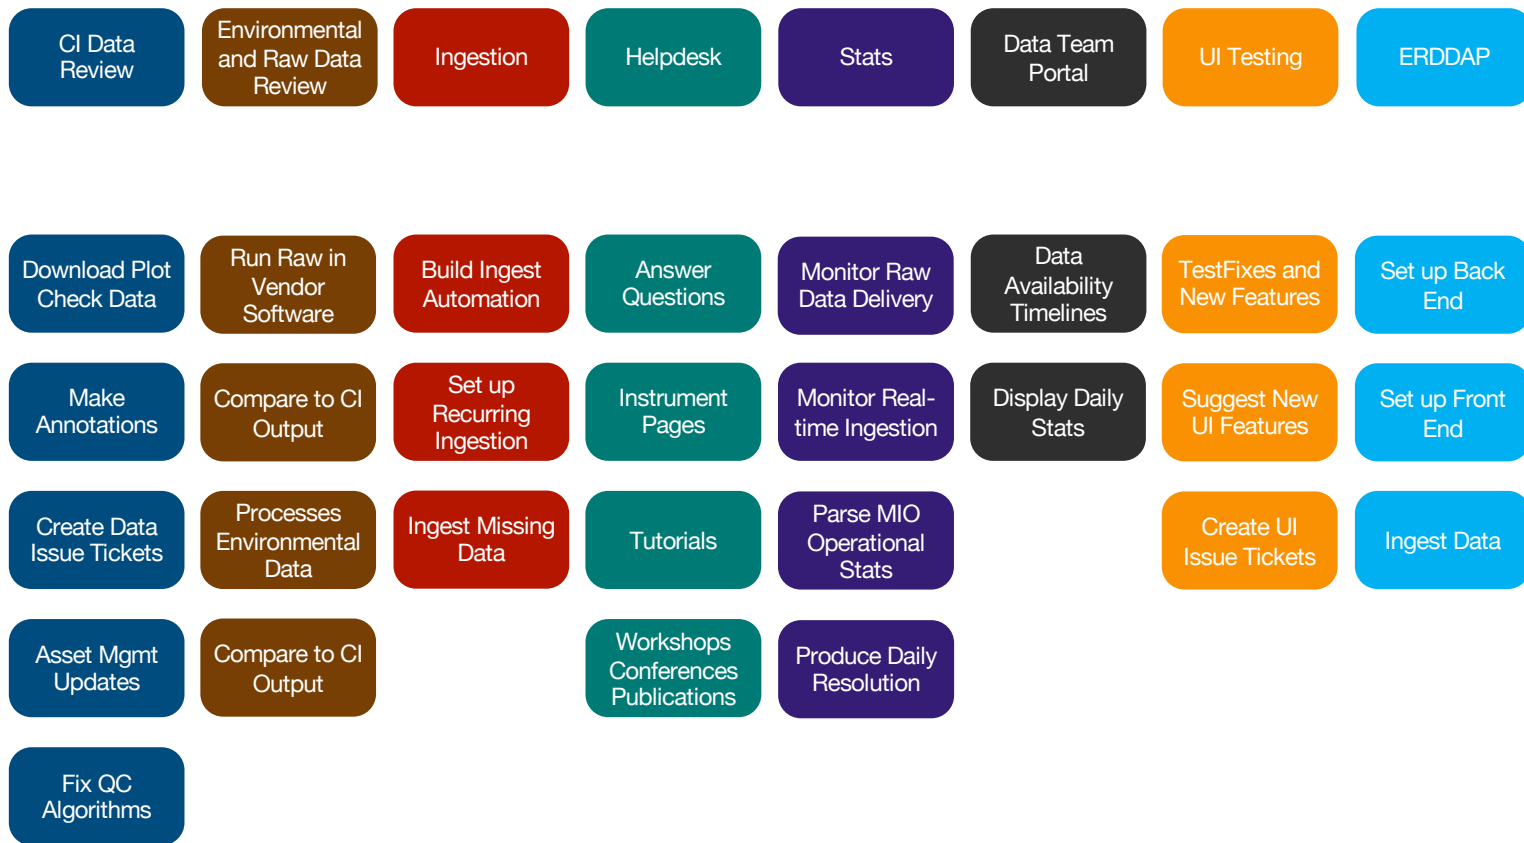 CI Data
Review
Environmental
and Raw Data
Review
Ingestion
Helpdesk
Stats
Data Team
Portal
UI Testing
ERDDAP
Download Plot
Check Data
Run Raw in
Vendor
Software
Build Ingest
Automation
Answer
Questions
Monitor Raw
Data Delivery
Data
Availability
Timelines
TestFixes and
New Features
Set up Back
End
Make
Annotations
Compare to CI
Output
Set up
Recurring
Ingestion
Instrument
Pages
Monitor Real-
time Ingestion
Display Daily
Stats
Suggest New
UI Features
Set up Front
End
Create Data
Issue Tickets
Processes
Environmental
Data
Ingest Missing
Data
Tutorials
Parse MIO
Operational
Stats
Create UI
Issue Tickets
Ingest Data
Asset Mgmt
Updates
Compare to CI
Output
Workshops
Conferences
Publications
Produce Daily
Resolution
Fix QC
Algorithms